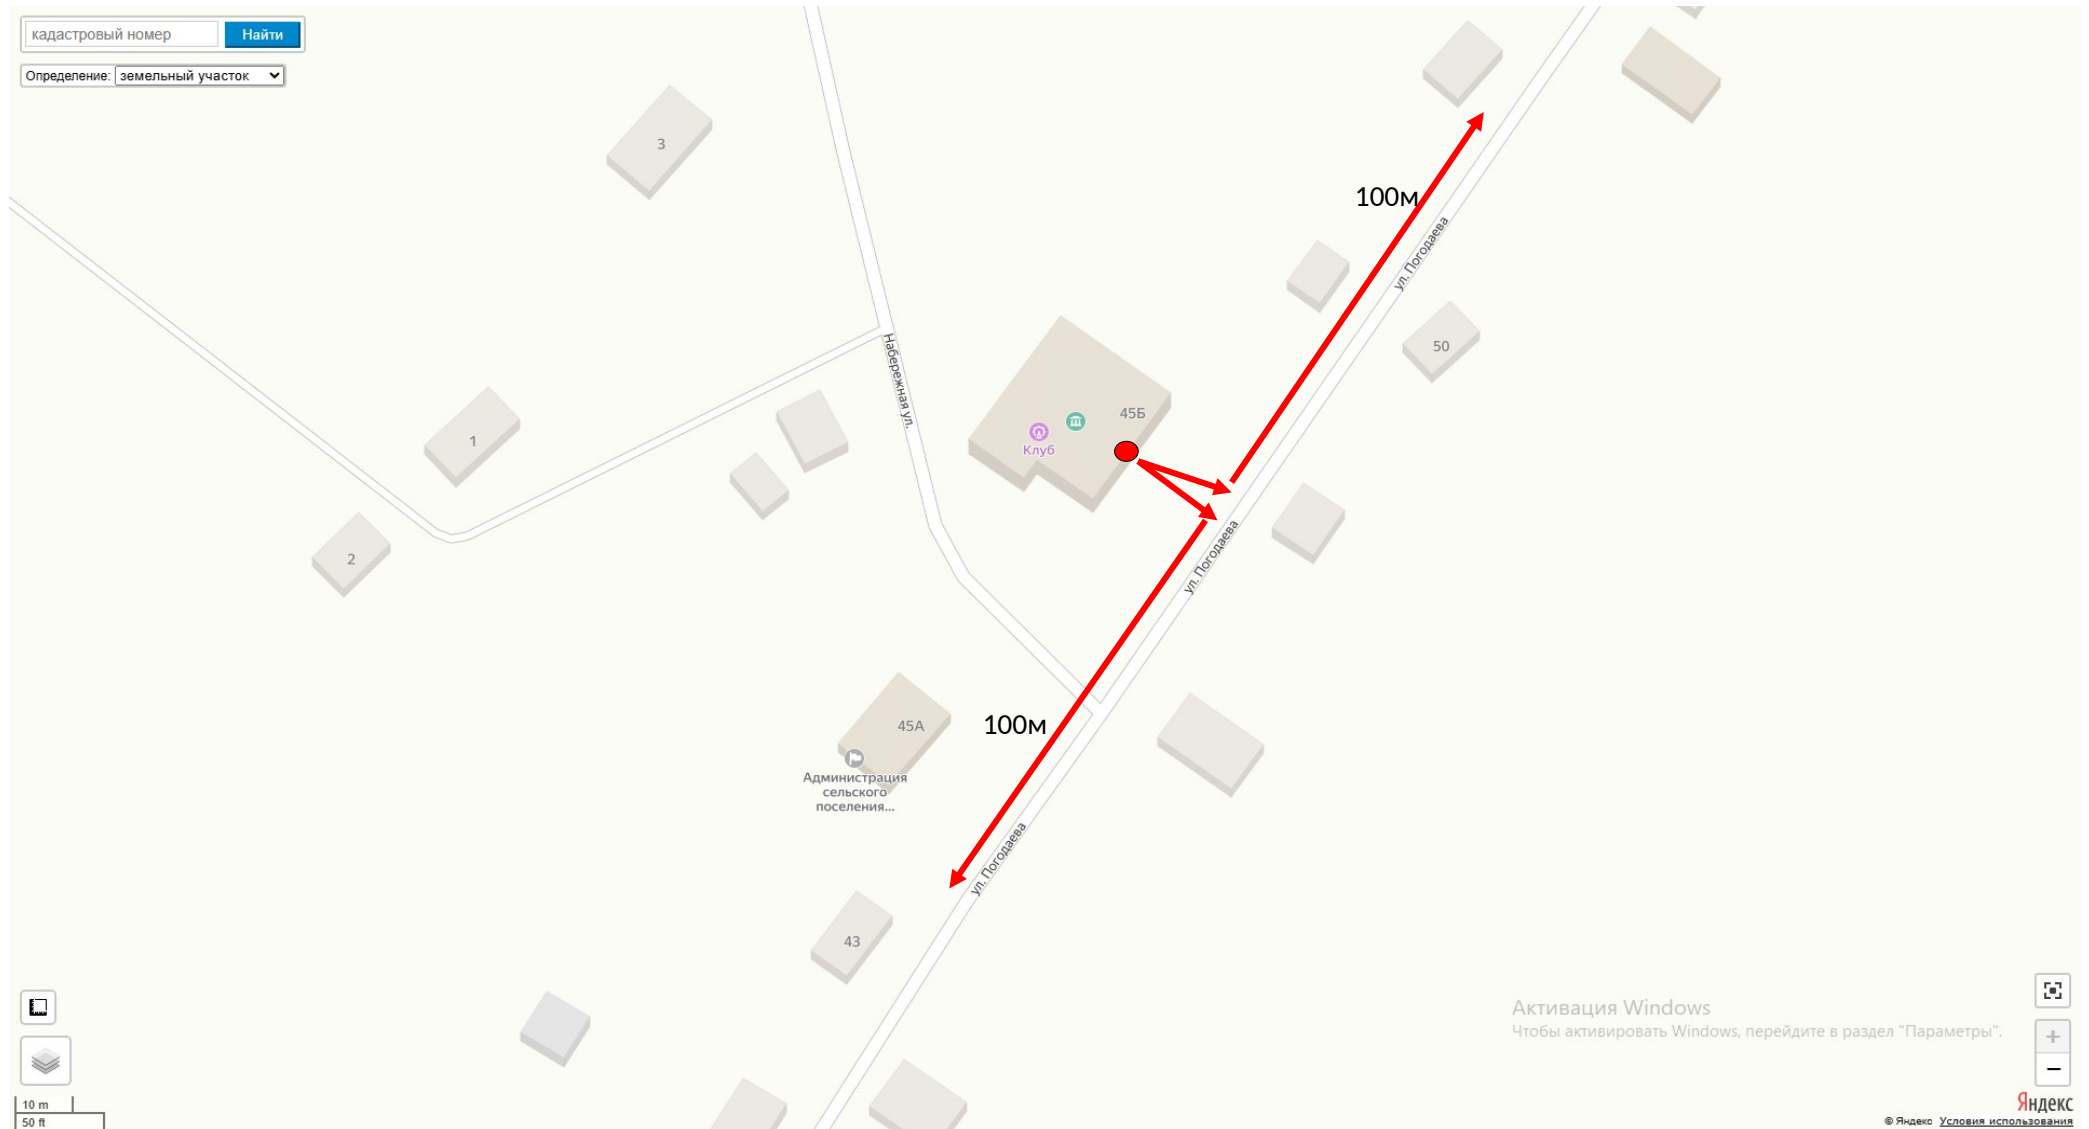 кадастровый номер
Найти
Определение: земельный участок
3
100м
ул. Погодаева
50
Набережная ул.
45Б
Клуб
1
2
ул. Погодаева
45А
100м
Администрация
сельского
поселения...
ул. Погодаева
43
Активация Windows
Чтобы активировать Windows, перейдите в раздел "Параметры".
+
−
10 m
50 ft
Яндекс
© Яндекс Условия использования